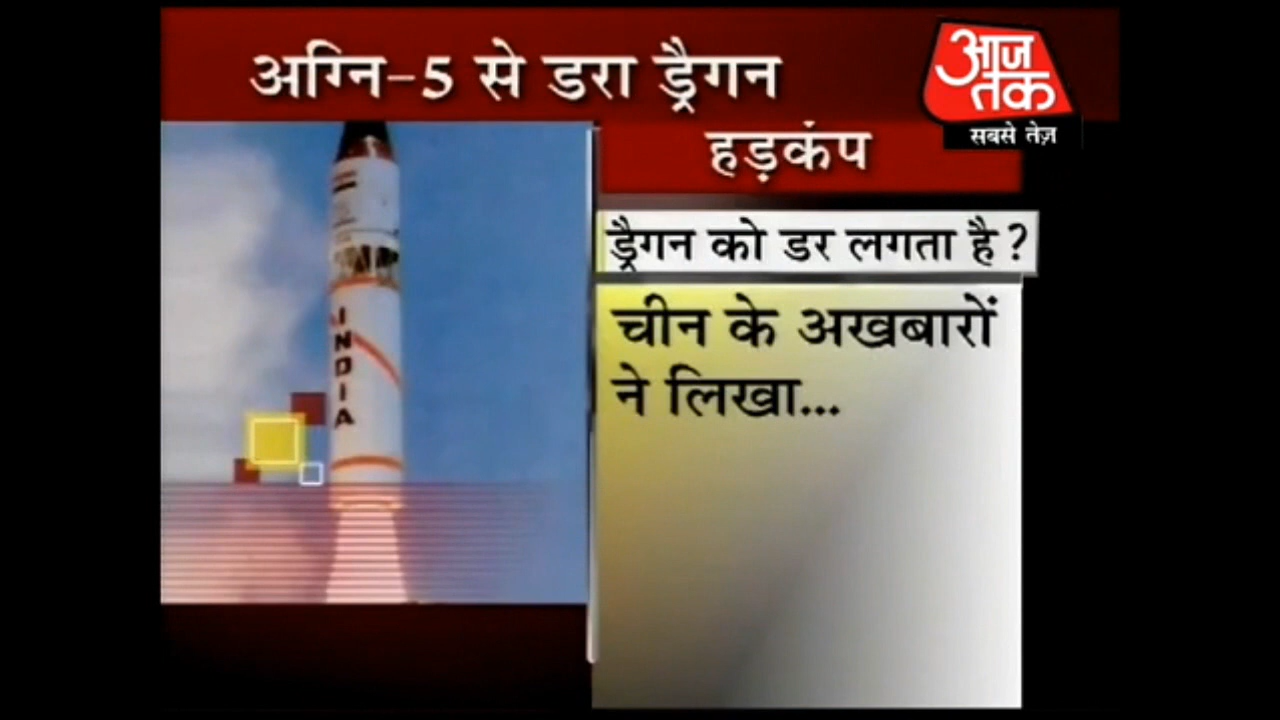 अग्नि-5 से डरा ड्रैगन
आज
तक
सबसे तेज़
हड़कंप
ड्रैगन को डर लगता है?
चीन के अखबारों
ने लिखा...
INDIA